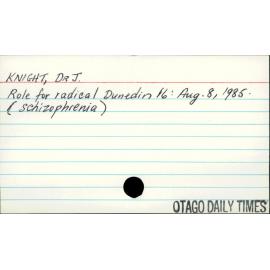 KNIGHT, Dr J.
Role for radical Dunedin 16: Aug. 8, 1985.
(schizophrenia)
OTAGO DAILY TIMES